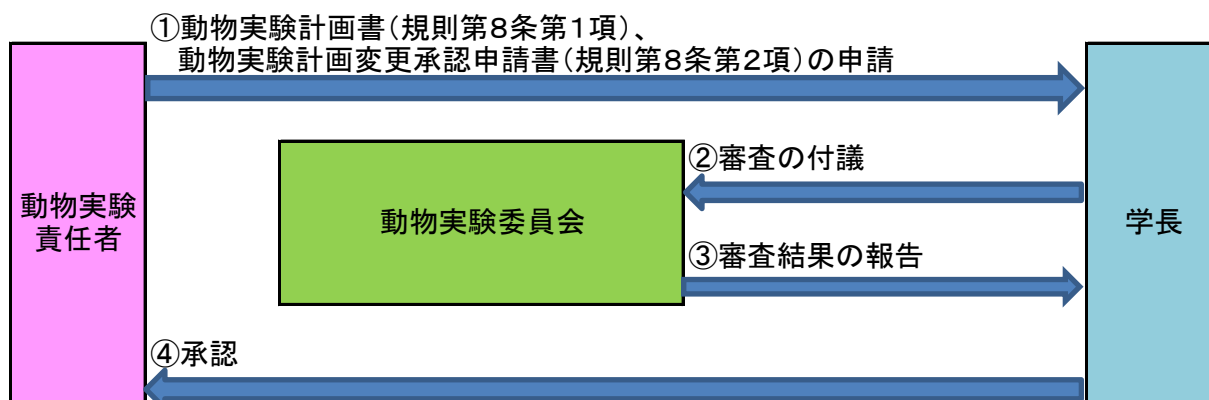 ①動物実験計画書(規則第8条第1項)、
動物実験計画変更承認申請書(規則第8条第2項)の申請
②審査の付議
動物実験
責任者
動物実験委員会
学長
③審査結果の報告
④承認